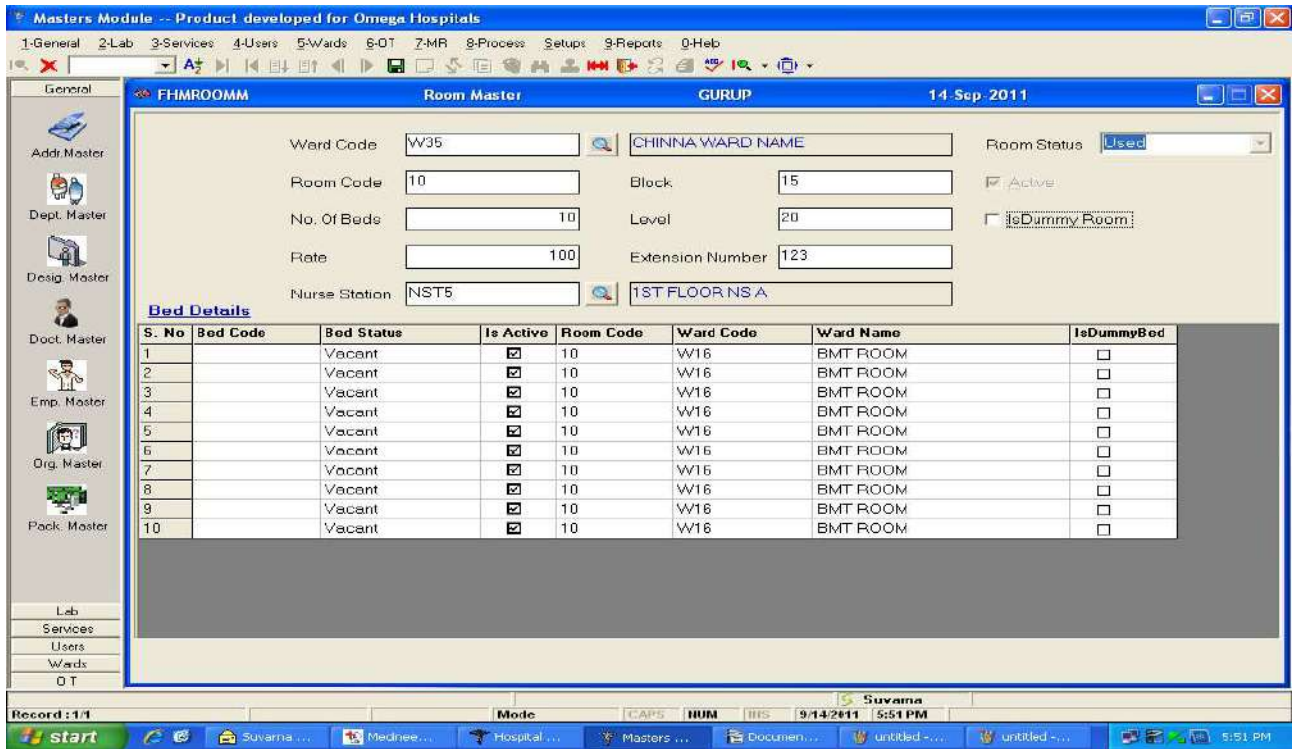 Masters Module -- Product developed for Omega Hospitals
1-General 2-Lab 3-Services 4-Users 5-Wards 6-OT 7-MR 8-Process Setups 9-Reports 0-Help
General
FHMROOMM Room Master GURUP 14-Sep-2011
Addr.Master
Dept. Master
Desig. Master
Doct. Master
Emp. Master
Org. Master
Pack. Master
Lab
Services
Users
Wards
O T
Ward Code W35 CHINNA WARD NAME Room Status Used
Room Code 10 Block 15 Active
No. Of Beds 10 Level 20 IsDummy Room
Rate 100 Extension Number 123
Nurse Station NST5 1ST FLOOR NS A
Bed Details
S. No Bed Code Bed Status Is Active Room Code Ward Code Ward Name IsDummyBed
1 Vacant 10 W16 BMT ROOM
2 Vacant 10 W16 BMT ROOM
3 Vacant 10 W16 BMT ROOM
4 Vacant 10 W16 BMT ROOM
5 Vacant 10 W16 BMT ROOM
6 Vacant 10 W16 BMT ROOM
7 Vacant 10 W16 BMT ROOM
8 Vacant 10 W16 BMT ROOM
9 Vacant 10 W16 BMT ROOM
10 Vacant 10 W16 BMT ROOM
Suvarna
Record : 1/1 Mode CAPS NUM INS 9/14/2011 5:51 PM
start Suvarna ... Mednee... Hospital ... Masters ... Documen... untitled -... untitled -... 5:51 PM